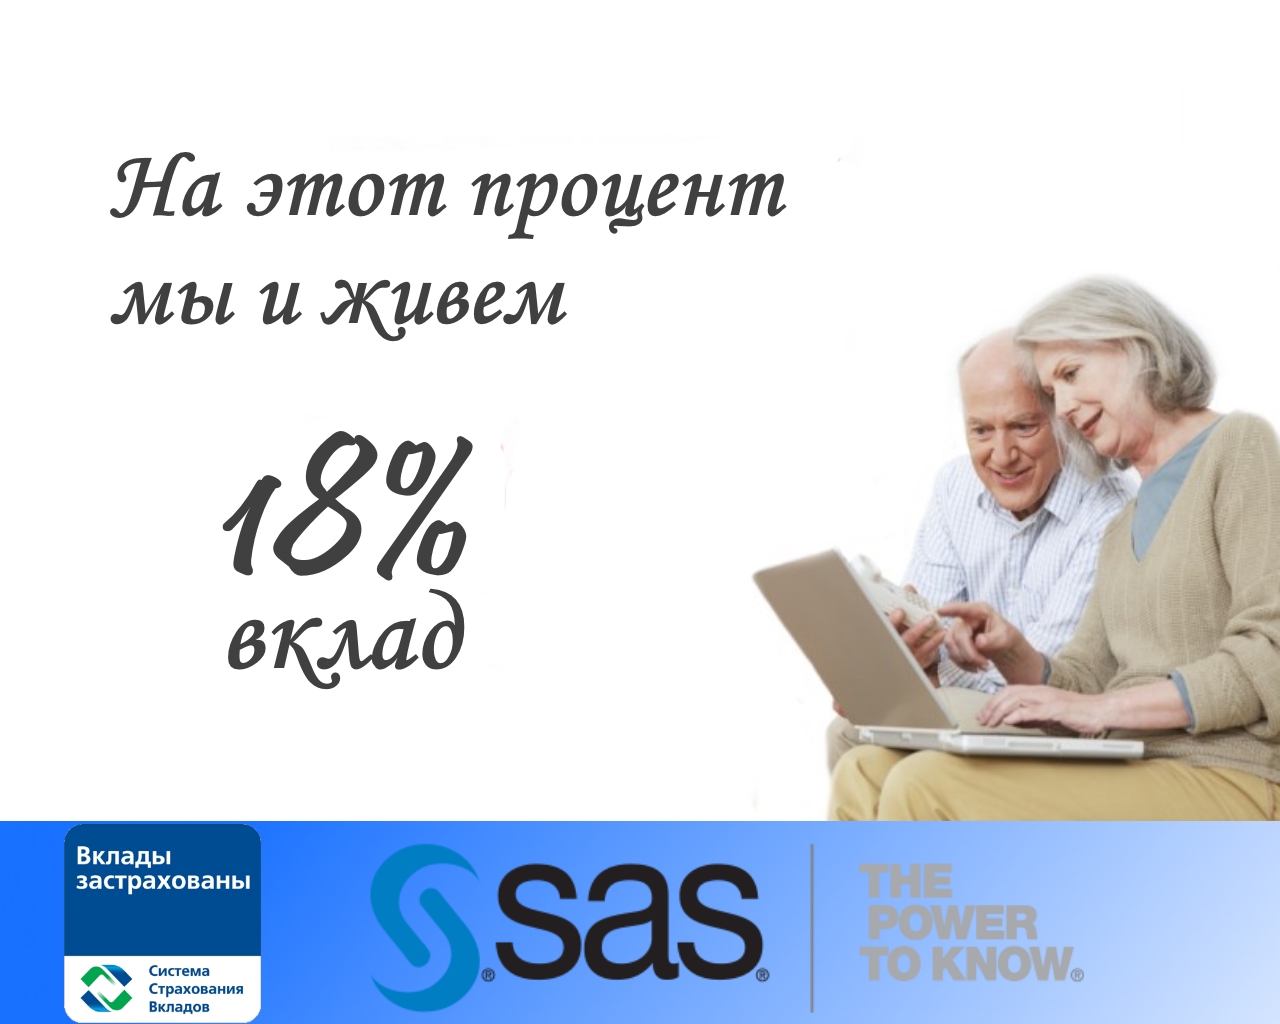 На этот процент
мы и живем
18%
вклад
Вклады
застрахованы
Система
Страхования
Вкладов
sas
THE
POWER
TO KNOW®